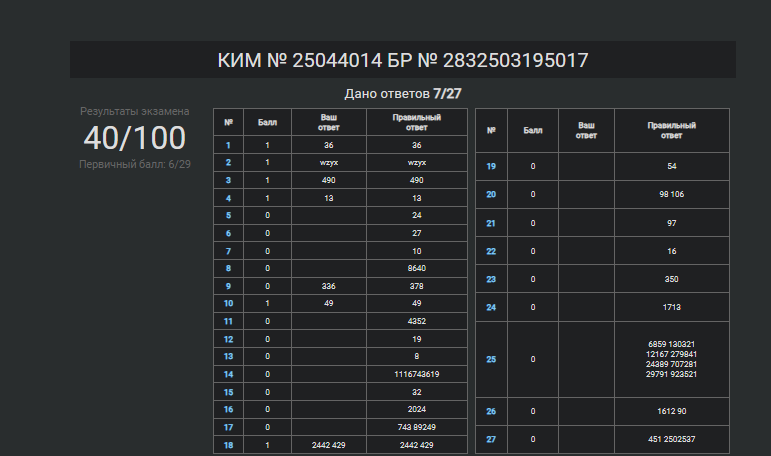 КИМ № 25044014 БР № 2832503195017
Дано ответов 7/27
Результаты экзамена
40/100
Первичный балл: 6/29
№ Балл Ваш ответ Правильный ответ
1 1 36 36
2 1 wzyx wzyx
3 1 490 490
4 1 13 13
5 0 24
6 0 27
7 0 10
8 0 8640
9 0 336 378
10 1 49 49
11 0 4352
12 0 19
13 0 8
14 0 1116743619
15 0 32
16 0 2024
17 0 743 89249
18 1 2442 429 2442 429
№ Балл Ваш ответ Правильный ответ
19 0 54
20 0 98 106
21 0 97
22 0 16
23 0 350
24 0 1713
25 0 6859 130321
12167 279841
24389 707281
29791 923521
26 0 1612 90
27 0 451 2502537